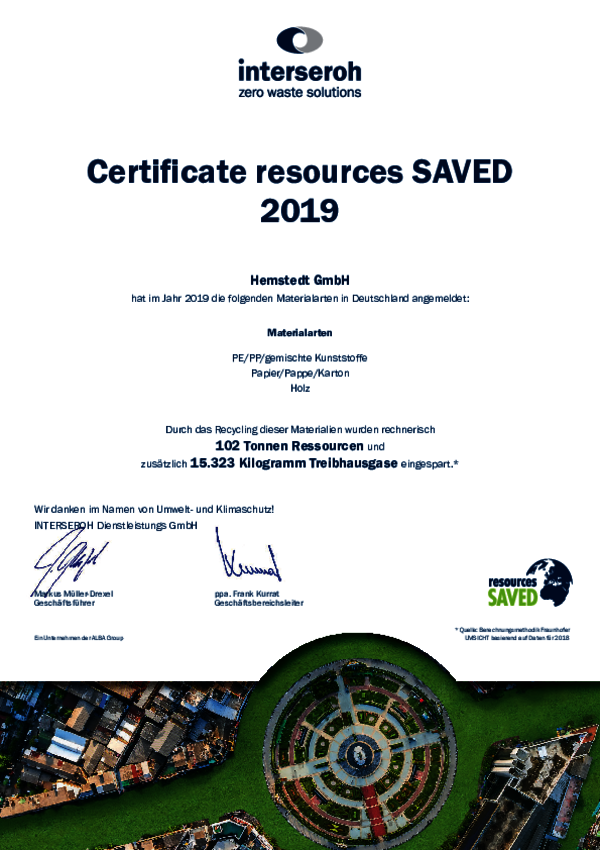 interseroh
zero waste solutions
Certificate resources SAVED
2019
Hemstedt GmbH
hat im Jahr 2019 die folgenden Materialarten in Deutschland angemeldet:
Materialarten
PE/PP/gemischte Kunststoffe
Papier/Pappe/Karton
Holz
Durch das Recycling dieser Materialien wurden rechnerisch
102 Tonnen Ressourcen und
zusätzlich 15.323 Kilogramm Treibhausgase eingespart.*
Wir danken im Namen von Umwelt- und Klimaschutz!
INTERSEROH Dienstleistungs GmbH
Markus Müller-Drexel
Geschäftsführer
ppa. Frank Kurrat
Geschäftsbereichsleiter
resources
SAVED
Ein Unternehmen der ALBA Group
* Quelle: Berechnungsmethodik Fraunhofer
UMSICHT basierend auf Daten für 2018